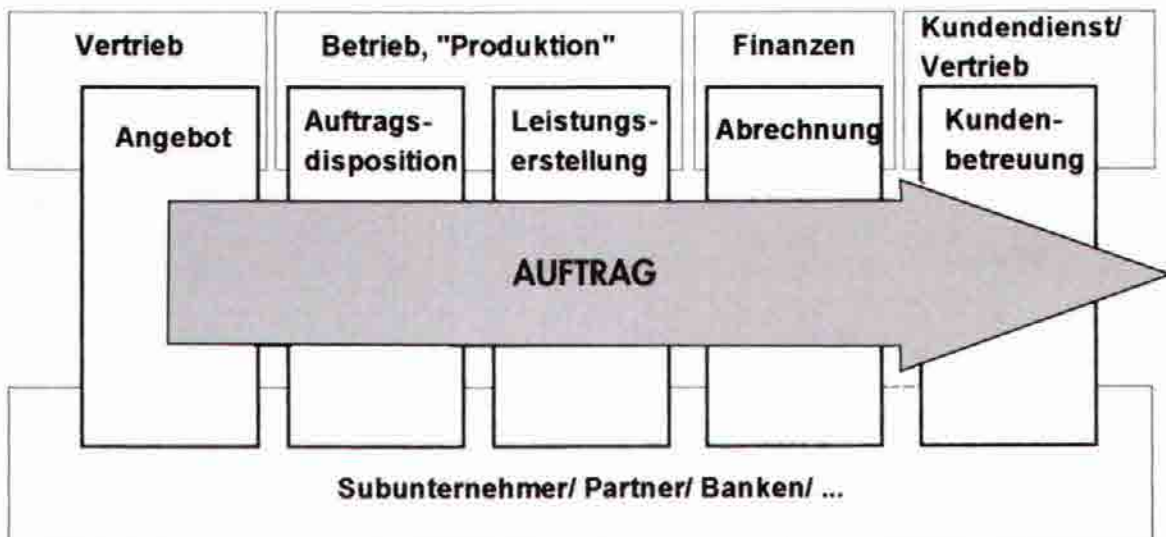 Vertrieb
Betrieb, "Produktion"
Finanzen
Kundendienst/
Vertrieb
Angebot
Auftrags-
disposition
Leistungs-
erstellung
Abrechnung
Kunden-
betreuung
AUFTRAG
Subunternehmer/ Partner/ Banken/ ...